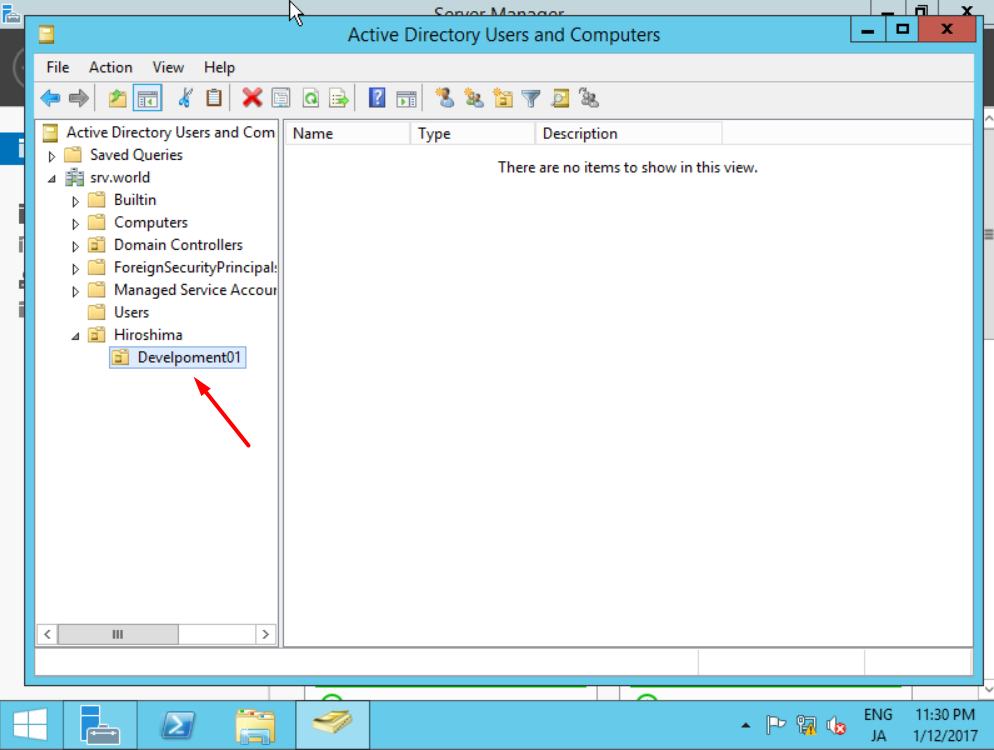 Server Manager
Active Directory Users and Computers
File Action View Help
Active Directory Users and Com
Name Type Description
Saved Queries
There are no items to show in this view.
srv.world
Builtin
Computers
Domain Controllers
ForeignSecurityPrincipals
Managed Service Accour
Users
Hiroshima
Develpoment01
ENG 11:30 PM
JA 1/12/2017